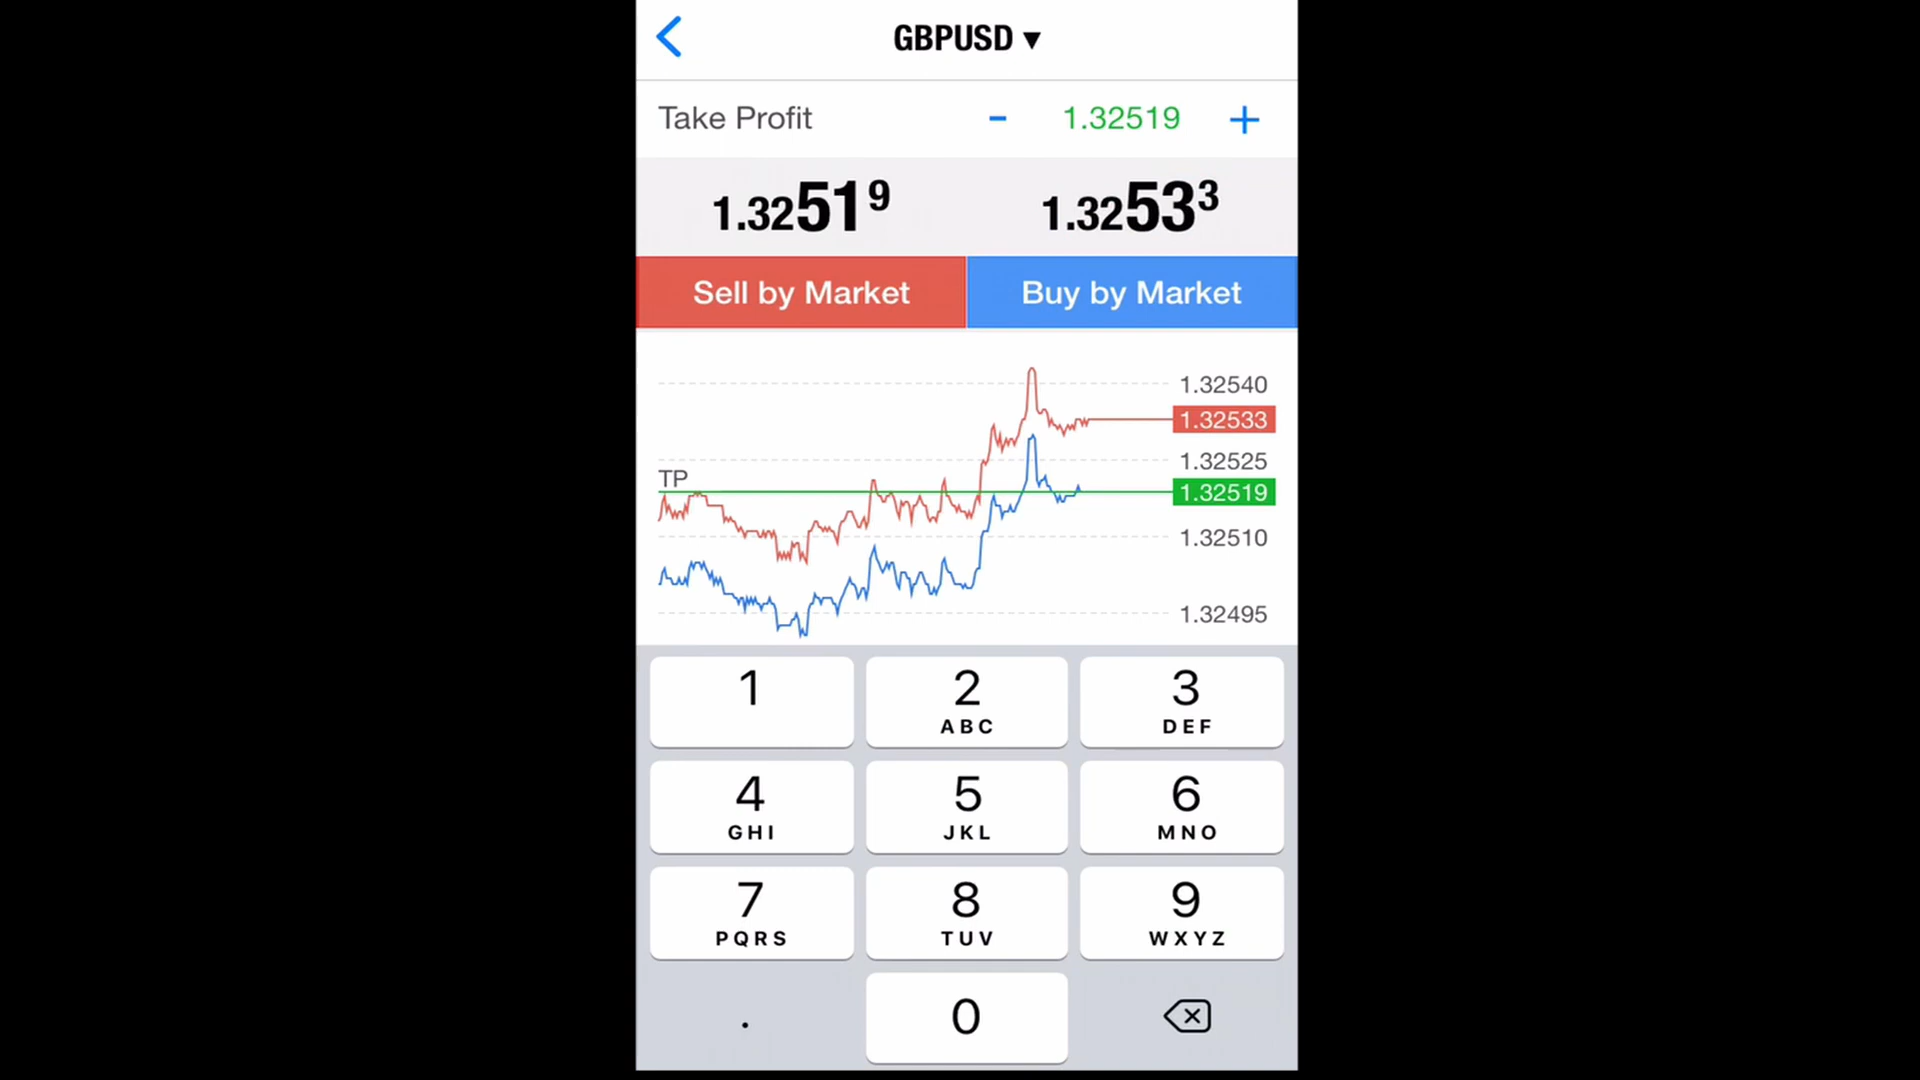 GBPUSD ▼
Take Profit - 1.32519 +
1.32519 1.32533
Sell by Market Buy by Market
1.32540
1.32533
1.32525
TP
1.32519
1.32510
1.32495
1 2 3
ABC DEF
4 5 6
GHI JKL MNO
7 8 9
PQRS TUV WXYZ
. 0